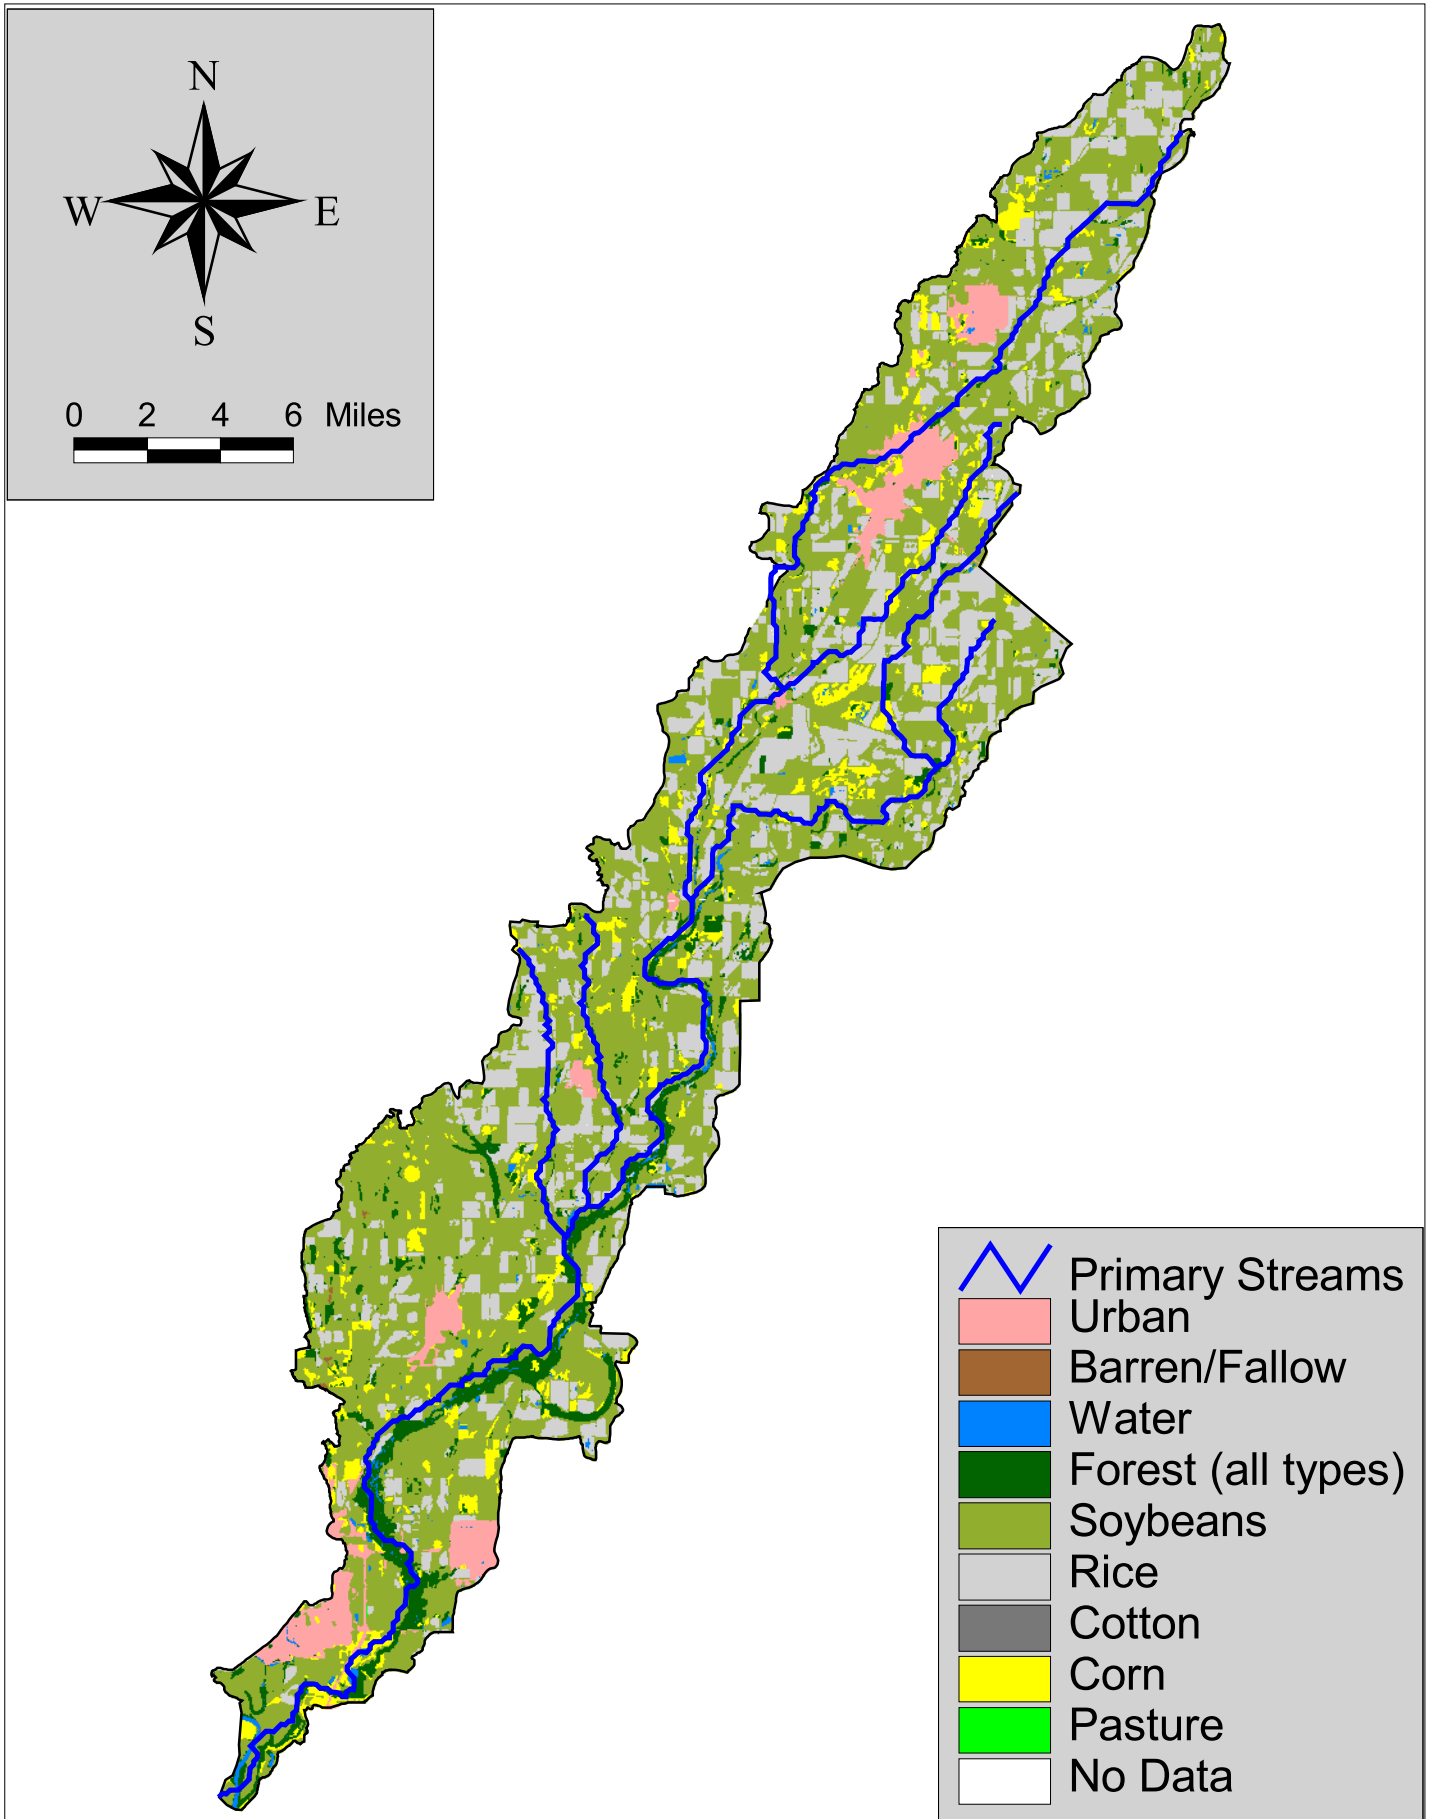 N
W E
S
0 2 4 6 Miles
Primary Streams
Urban
Barren/Fallow
Water
Forest (all types)
Soybeans
Rice
Cotton
Corn
Pasture
No Data